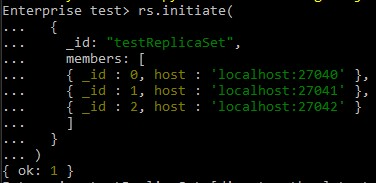 Enterprise test> rs.initiate(
... {
... _id: "testReplicaSet",
... members: [
... { _id : 0, host : 'localhost:27040' },
... { _id : 1, host : 'localhost:27041' },
... { _id : 2, host : 'localhost:27042' }
... ]
... }
... )
{ ok: 1 }